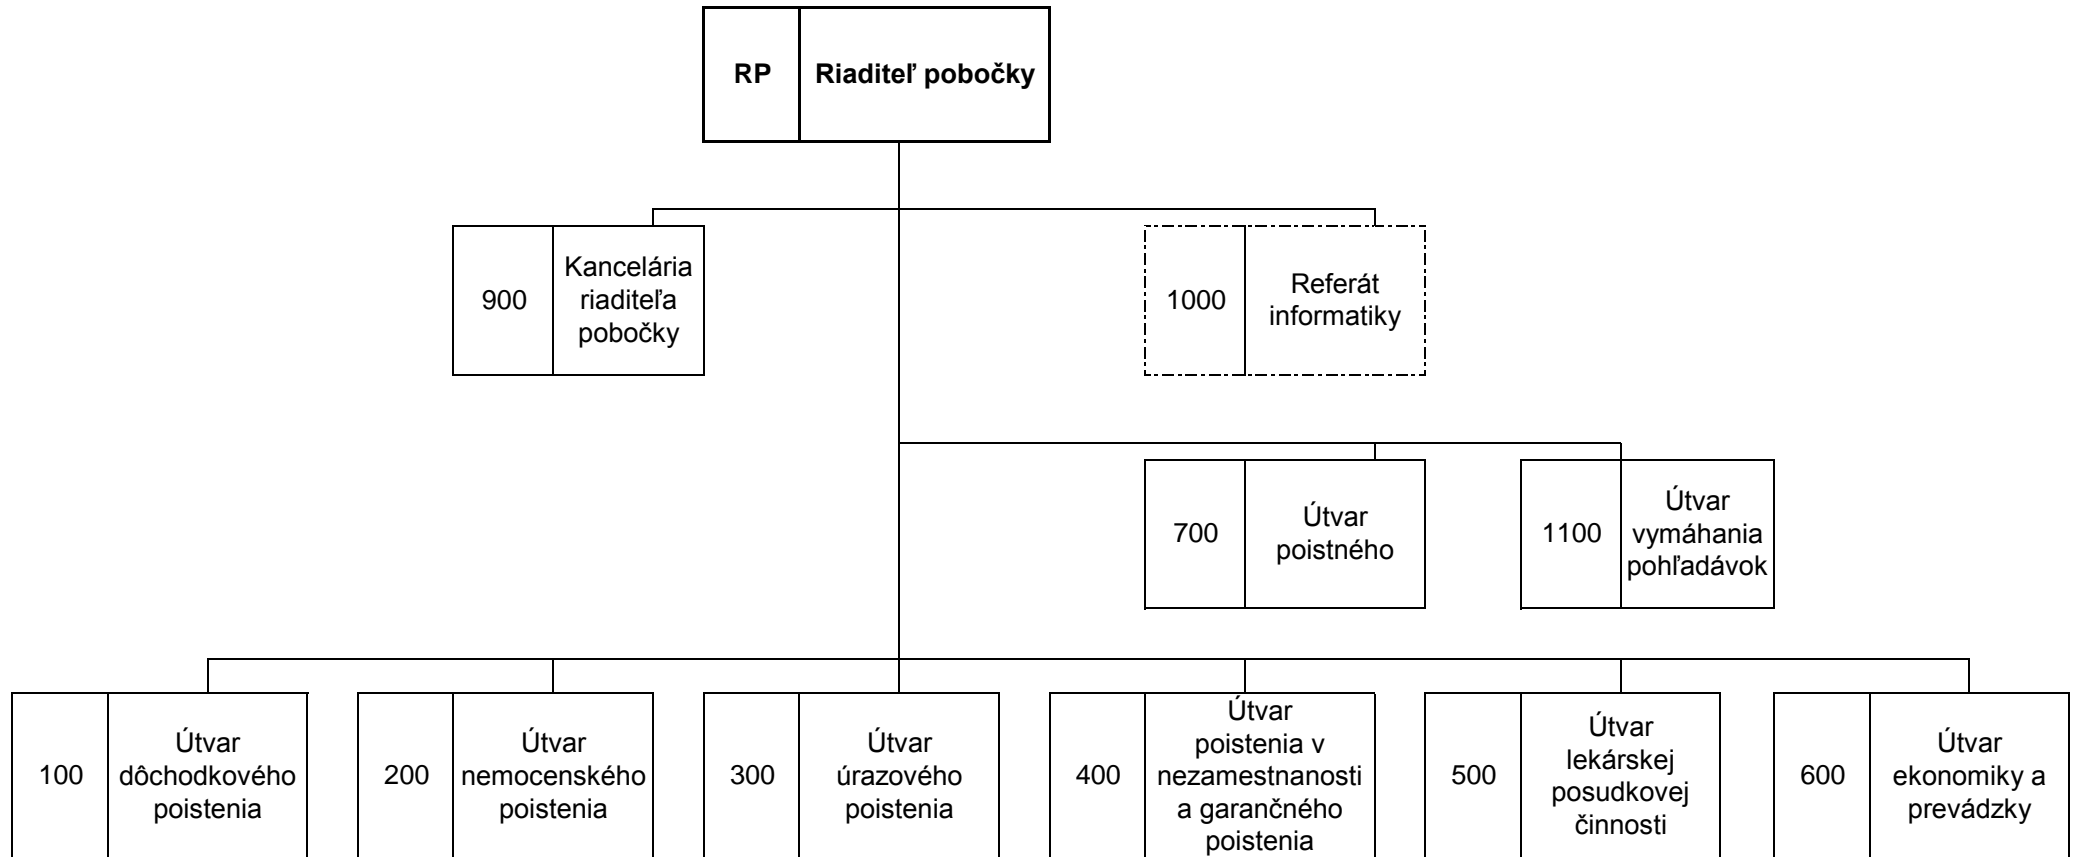 RP
Riaditeľ pobočky
900
Kancelária
riaditeľa
pobočky
1000
Referát
informatiky
700
Útvar
poistného
1100
Útvar
vymáhania
pohľadávok
100
Útvar
dôchodkového
poistenia
200
Útvar
nemocenského
poistenia
300
Útvar
úrazového
poistenia
400
Útvar
poistenia v
nezamestnanosti
a garančného
poistenia
500
Útvar
lekárskej
posudkovej
činnosti
600
Útvar
ekonomiky a
prevádzky